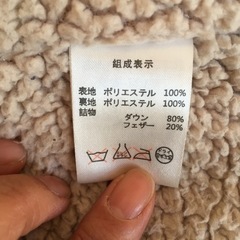 組成表示
表地 ポリエステル 100%
裏地 ポリエステル 100%
詰物
ダウン 80%
フェザー 20%